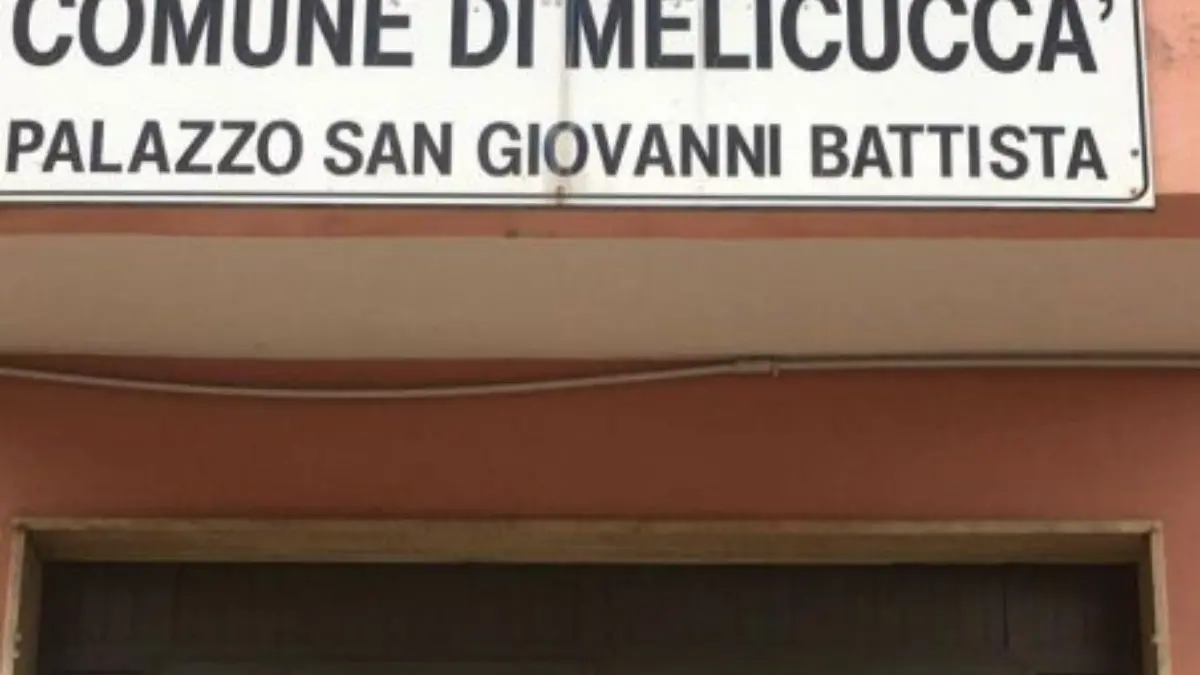 COMUNE DI MELICUCCA'
PALAZZO SAN GIOVANNI BATTISTA